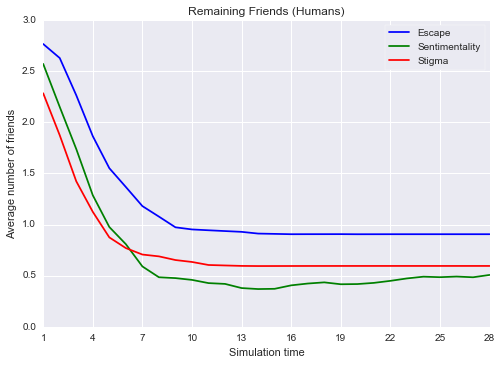 Remaining Friends (Humans)
Escape
Sentimentality
Stigma
Average number of friends
3.0
2.5
2.0
1.5
1.0
0.5
0.0
1 4 7 10 13 16 19 22 25 28
Simulation time